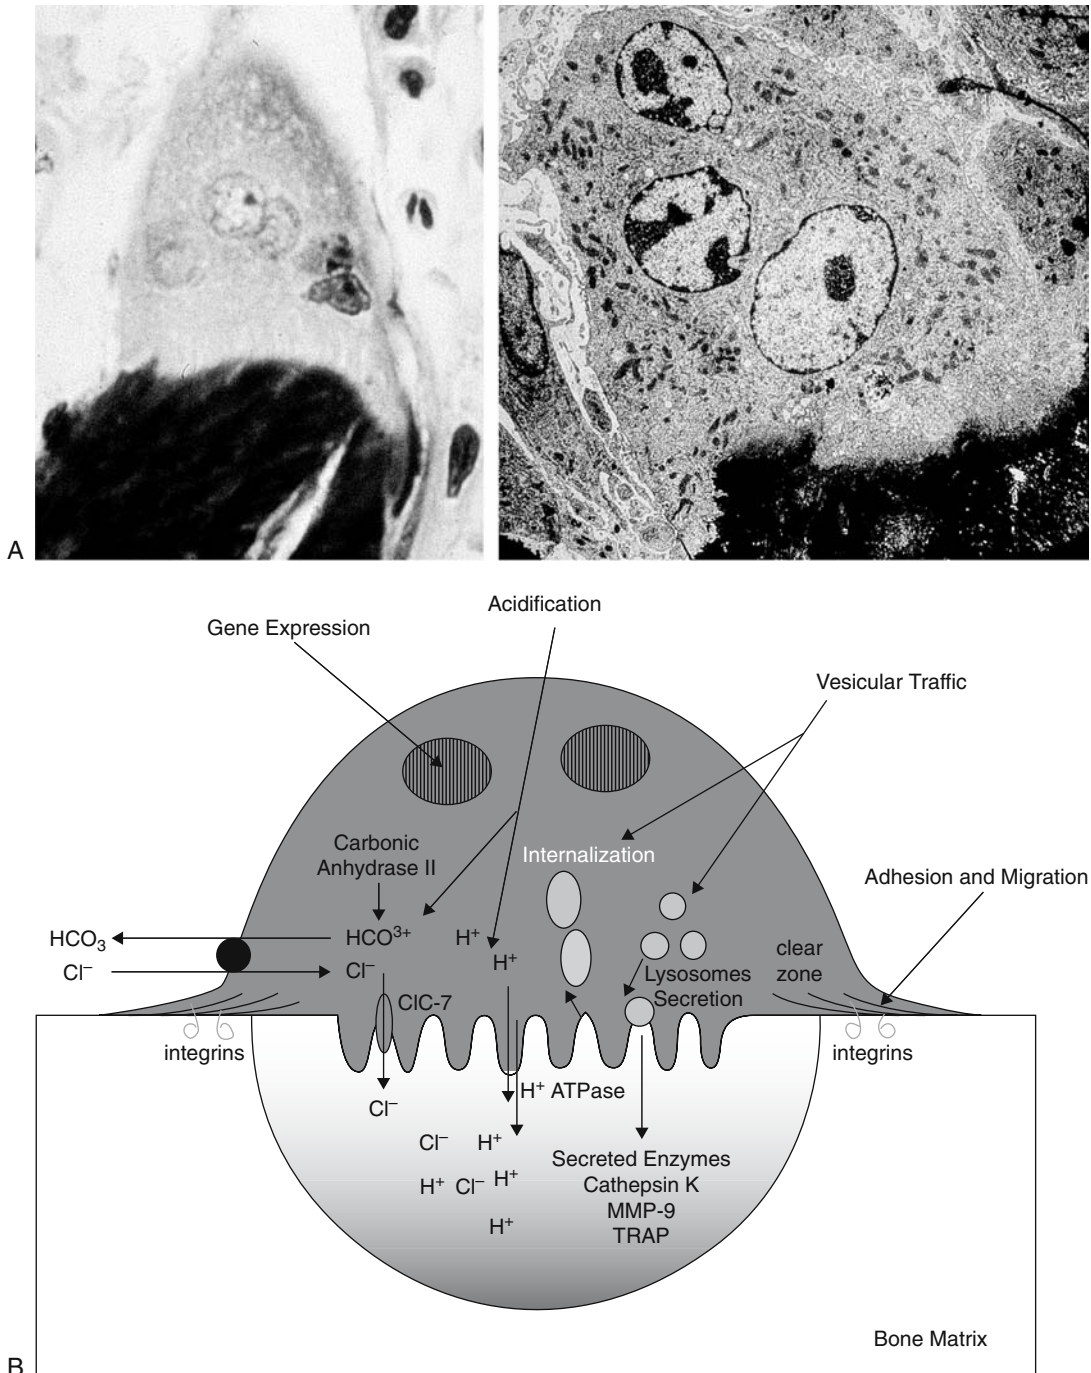 A
Acidification
Gene Expression
Vesicular Traffic
Carbonic
Anhydrase II
Internalization
Adhesion and Migration
HCO₃
HCO³⁺
H⁺
Cl⁻
Cl⁻
H⁺
clear
zone
Lysosomes
Secretion
ClC-7
integrins
integrins
H⁺ ATPase
Cl⁻
Cl⁻
H⁺
Secreted Enzymes
H⁺
Cl⁻
H⁺
Cathepsin K
MMP-9
H⁺
TRAP
Bone Matrix
B